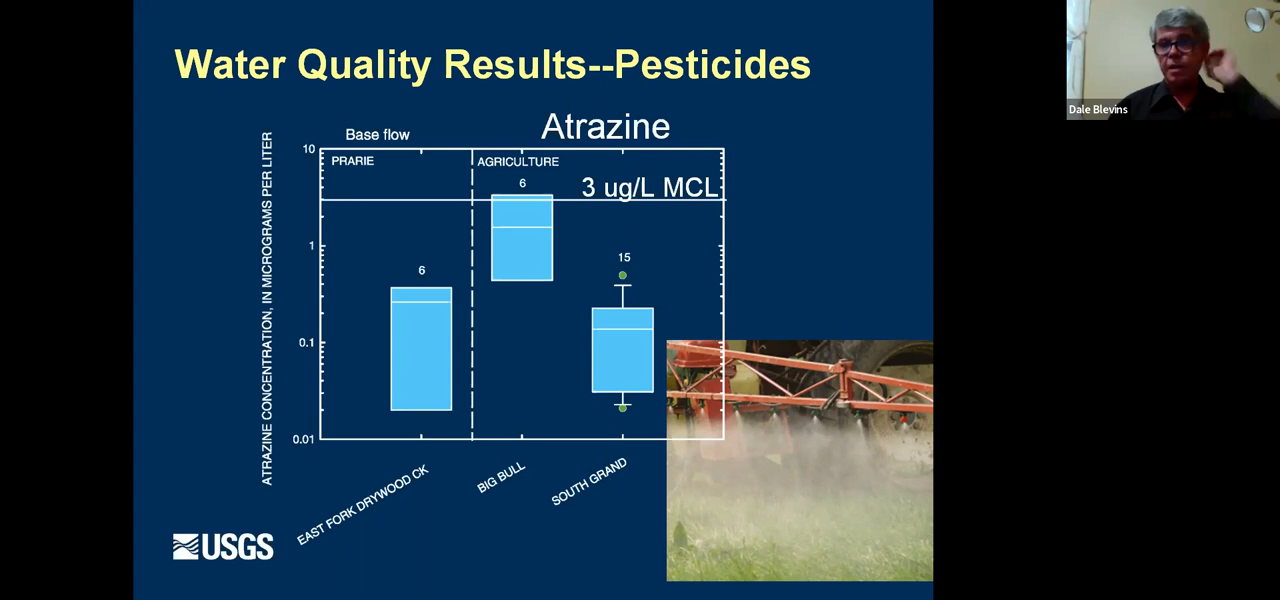 Water Quality Results--Pesticides
Dale Blevins
Atrazine
Base flow
10
PRARIE
AGRICULTURE
6
3 ug/L MCL
1
15
6
0.1
0.01
ATRAZINE CONCENTRATION, IN MICROGRAMS PER LITER
EAST FORK DRYWOOD CK
BIG BULL
SOUTH GRAND
USGS